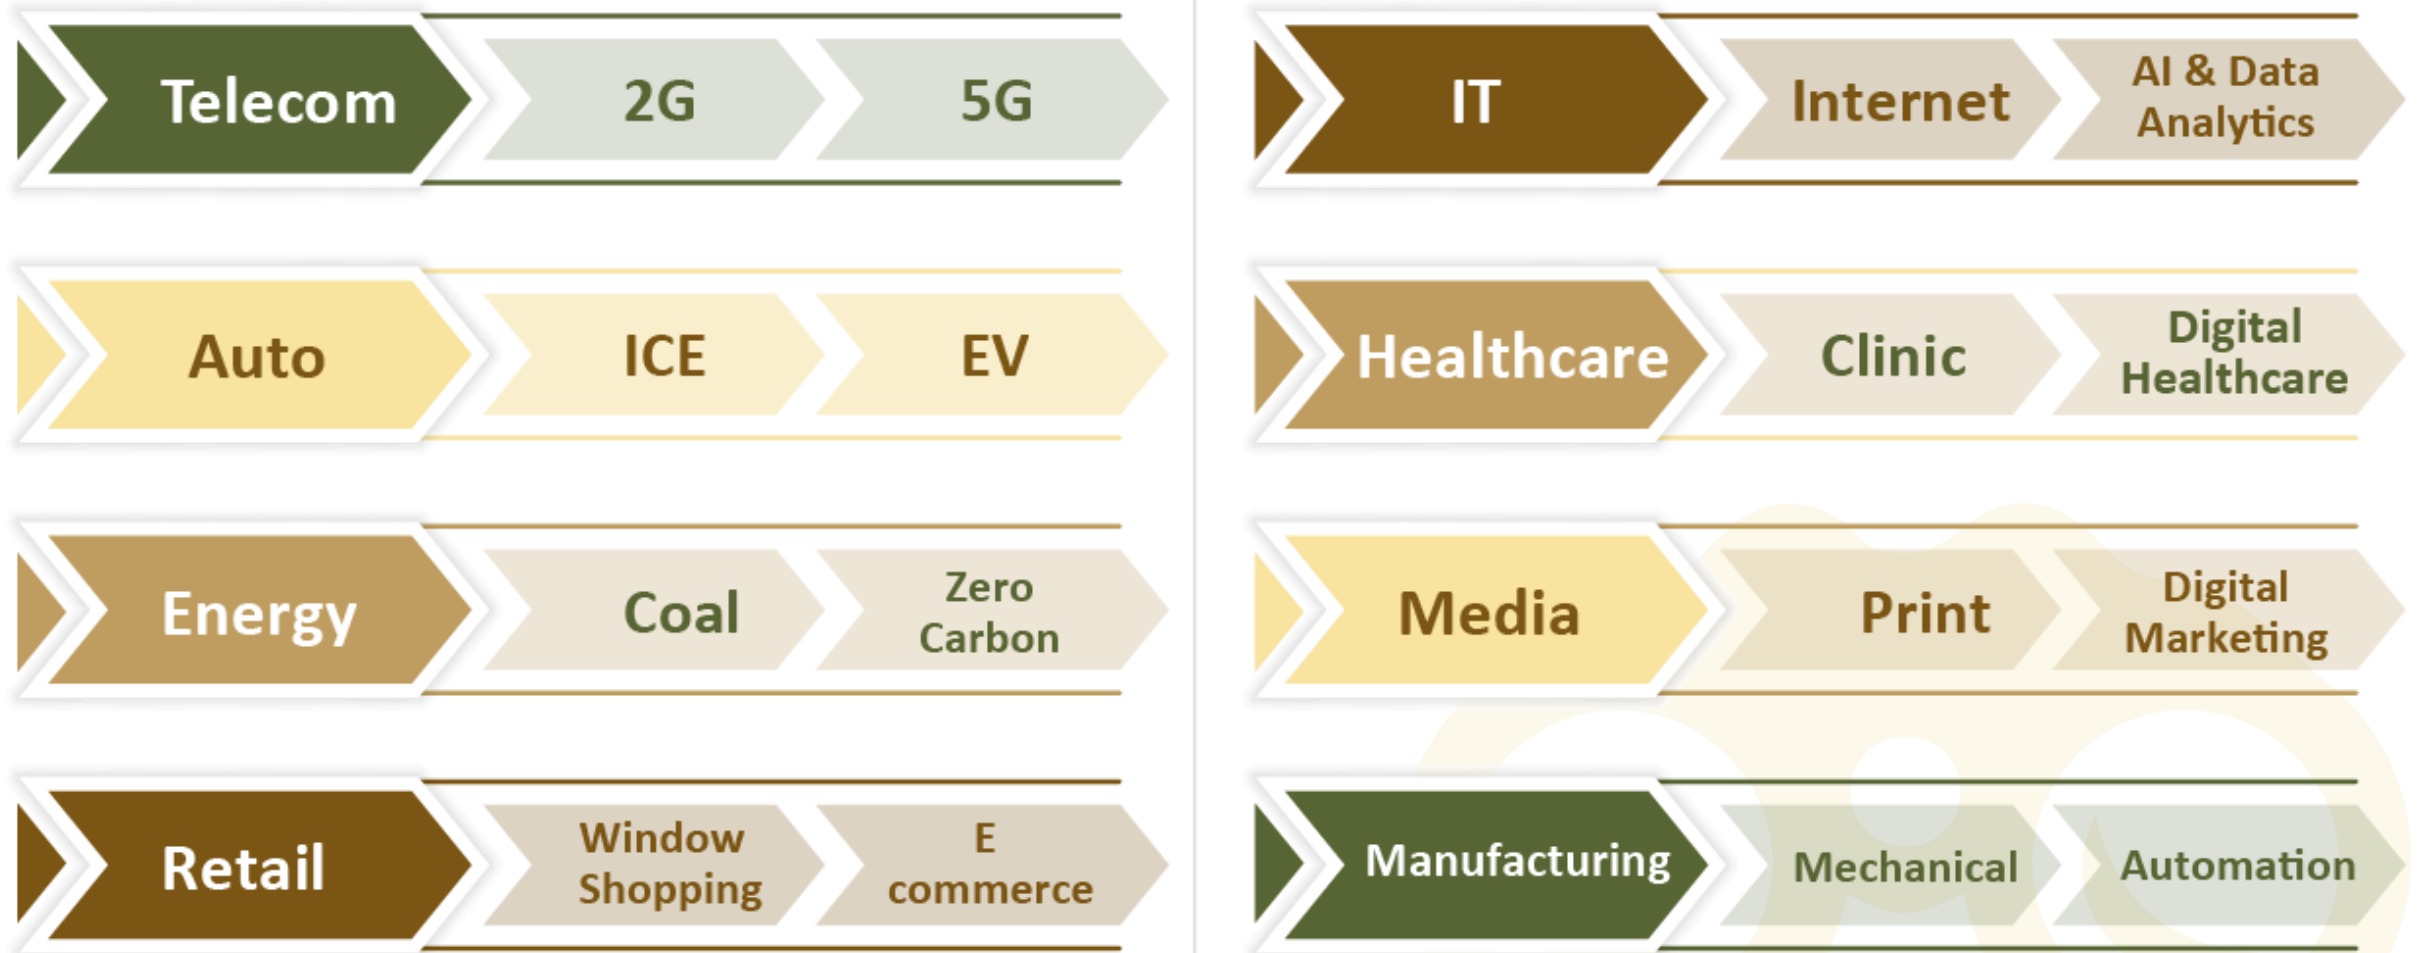 Telecom
2G
5G
Auto
ICE
EV
Energy
Coal
Zero
Carbon
Retail
Window
Shopping
E
commerce
IT
Internet
AI & Data
Analytics
Healthcare
Clinic
Digital
Healthcare
Media
Print
Digital
Marketing
Manufacturing
Mechanical
Automation